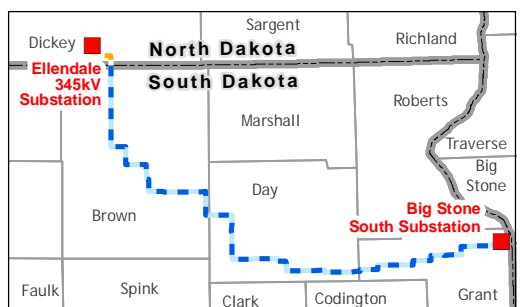 Sargent
Dickey
Richland
North Dakota
South Dakota
Ellendale
345kV
Substation
Roberts
Marshall
Traverse
Big
Stone
Day
Big Stone
South Substation
Brown
Faulk
Spink
Clark
Codington
Grant